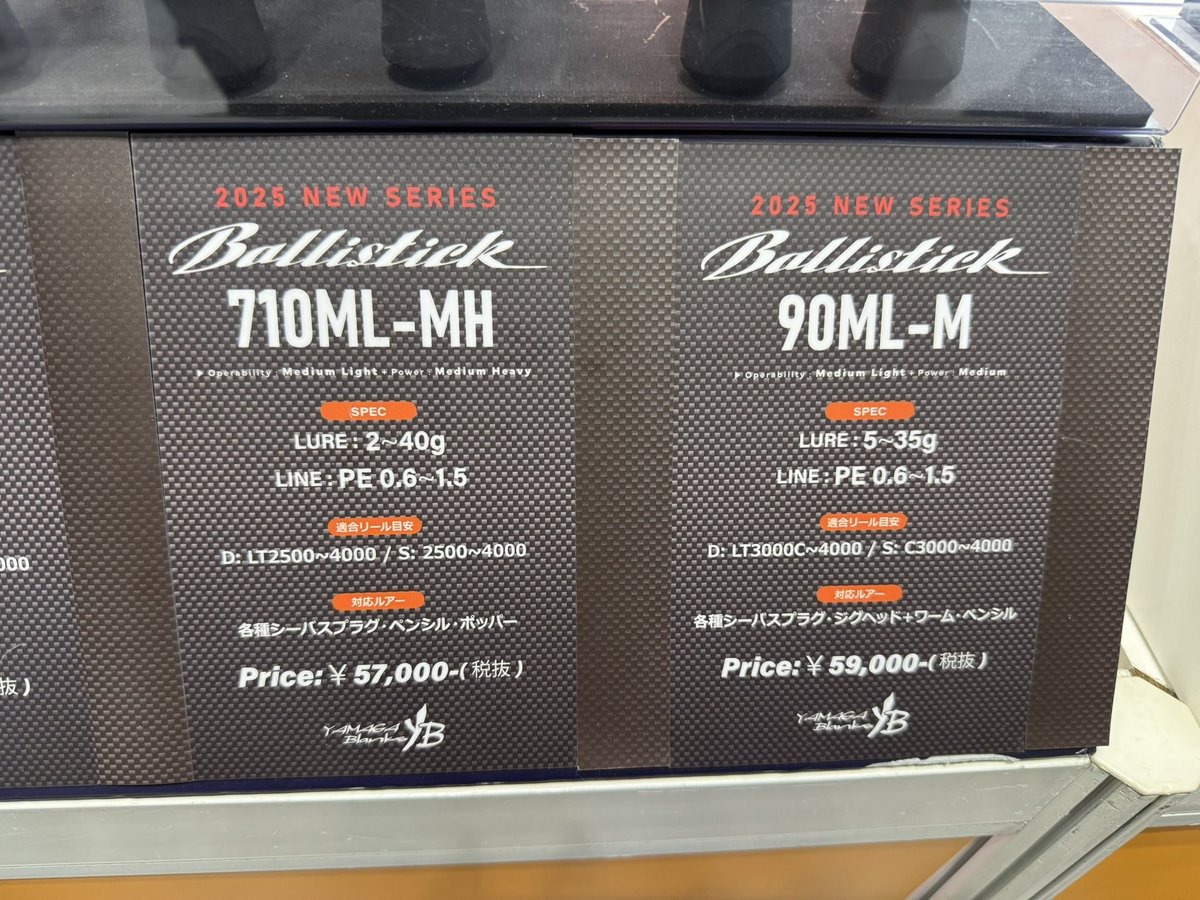 2025 NEW SERIES
Ballistick
710ML-MH
▶Operability : Medium Light + Power : Medium Heavy
SPEC
LURE : 2~40g
LINE : PE 0.6~1.5
適合リール目安
D: LT2500~4000 / S: 2500~4000
対応ルアー
各種シーバスプラグ・ペンシル・ポッパー
Price:¥57,000-(税抜)
YAMAGA
Blanks YB
2025 NEW SERIES
Ballistick
90ML-M
▶Operability : Medium Light + Power : Medium
SPEC
LURE : 5~35g
LINE : PE 0.6~1.5
適合リール目安
D: LT3000C~4000 / S: C3000~4000
対応ルアー
各種シーバスプラグ・ジグヘッド+ワーム・ペンシル
Price:¥59,000-(税抜)
YAMAGA
Blanks YB
000
抜)